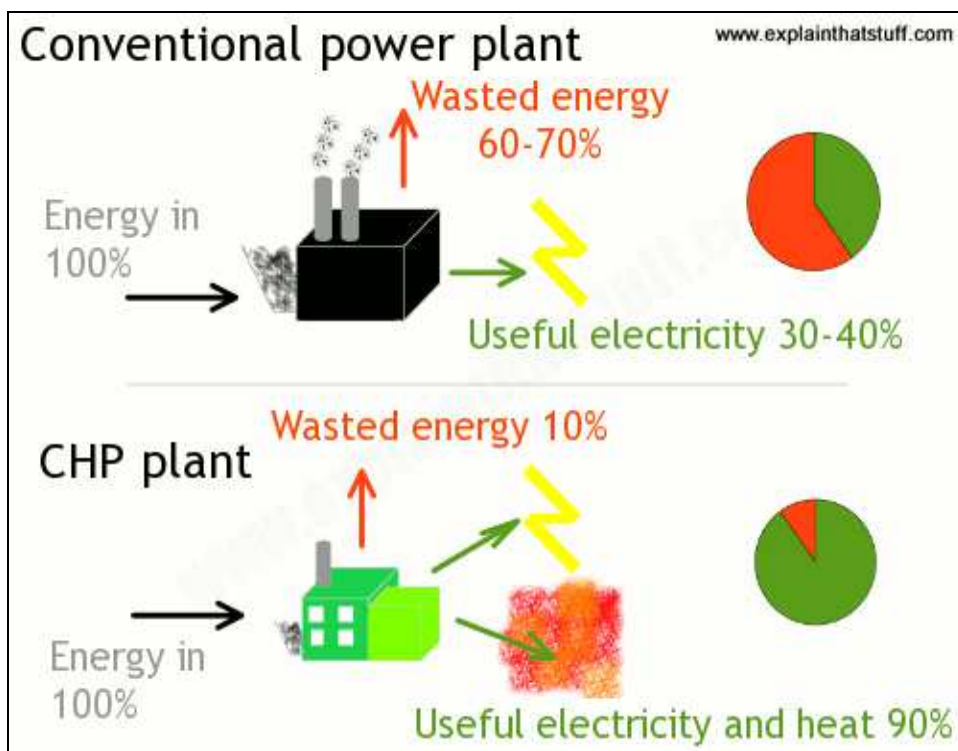 Conventional power plant
www.explainthatstuff.com
Wasted energy
60-70%
Energy in
100%
Useful electricity 30-40%
Wasted energy 10%
CHP plant
Energy in
100%
Useful electricity and heat 90%